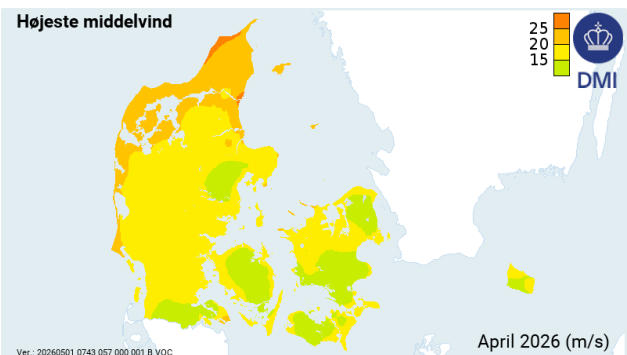 Højeste middelvind
25
20
15
DMI
April 2026 (m/s)
Ver.: 20260501 0743 057 000 001 B VOC